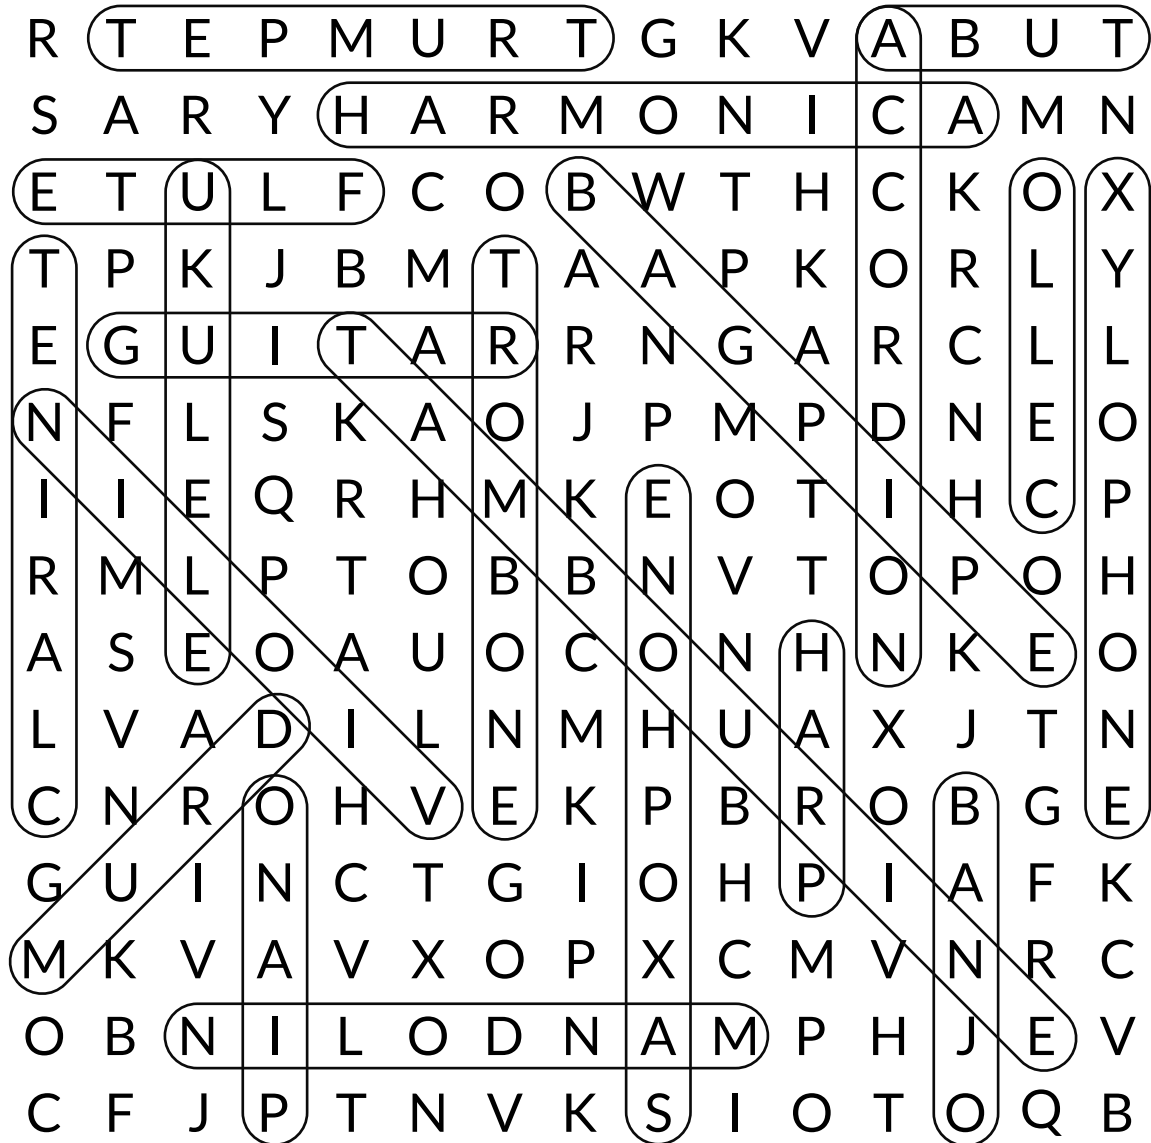 R T E P M U R T G K V A B U T
S A R Y H A R M O N I C A M N
E T U L F C O B W T H C K O X
T P K J B M T A A P K O R L Y
E G U I T A R R N G A R C L L
N F L S K A O J P M P D N E O
I I E Q R H M K E O T I H C P
R M L P T O B B N V T O P O H
A S E O A U O C O N H N K E O
L V A D I L N M H U A X J T N
C N R O H V E K P B R O B G E
G U I N C T G I O H P I A F K
M K V A V X O P X C M V N R C
O B N I L O D N A M P H J E V
C F J P T N V K S I O T O Q B